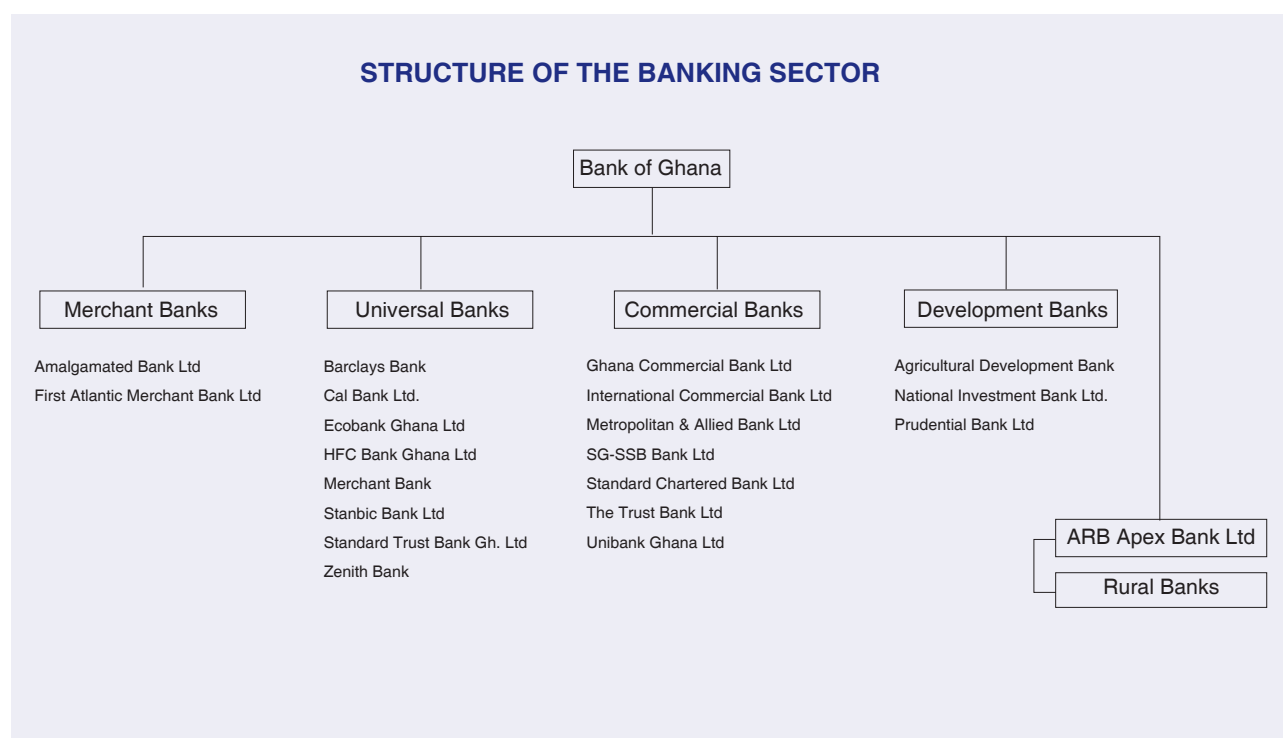 STRUCTURE OF THE BANKING SECTOR
Bank of Ghana
Merchant Banks
Amalgamated Bank Ltd
First Atlantic Merchant Bank Ltd
Universal Banks
Barclays Bank
Cal Bank Ltd.
Ecobank Ghana Ltd
HFC Bank Ghana Ltd
Merchant Bank
Stanbic Bank Ltd
Standard Trust Bank Gh. Ltd
Zenith Bank
Commercial Banks
Ghana Commercial Bank Ltd
International Commercial Bank Ltd
Metropolitan & Allied Bank Ltd
SG-SSB Bank Ltd
Standard Chartered Bank Ltd
The Trust Bank Ltd
Unibank Ghana Ltd
Development Banks
Agricultural Development Bank
National Investment Bank Ltd.
Prudential Bank Ltd
ARB Apex Bank Ltd
Rural Banks